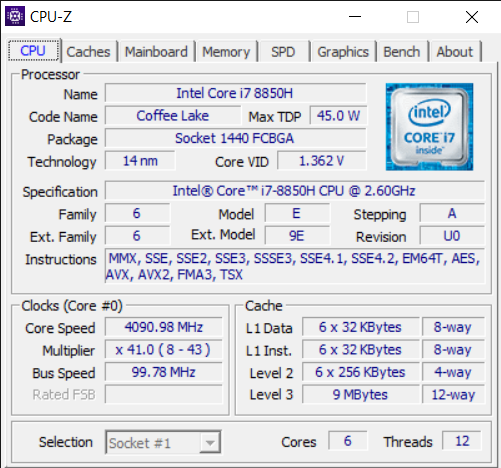 CPU-Z
CPU Caches Mainboard Memory SPD Graphics Bench About
Processor
Name Intel Core i7 8850H
Code Name Coffee Lake Max TDP 45.0 W
Package Socket 1440 FCBGA
Technology 14 nm Core VID 1.362 V
intel
CORE i7
inside™
Specification Intel® Core™ i7-8850H CPU @ 2.60GHz
Family 6 Model E Stepping A
Ext. Family 6 Ext. Model 9E Revision U0
Instructions MMX, SSE, SSE2, SSE3, SSSE3, SSE4.1, SSE4.2, EM64T, AES,
AVX, AVX2, FMA3, TSX
Clocks (Core #0)
Core Speed 4090.98 MHz
Multiplier x 41.0 ( 8 - 43 )
Bus Speed 99.78 MHz
Rated FSB
Cache
L1 Data 6 x 32 KBytes 8-way
L1 Inst. 6 x 32 KBytes 8-way
Level 2 6 x 256 KBytes 4-way
Level 3 9 MBytes 12-way
Selection Socket #1 Cores 6 Threads 12